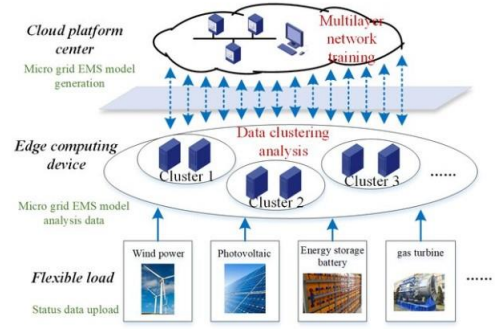 Cloud platform
center
Micro grid EMS model
generation
Multilayer
network
training
Edge computing
device
Micro grid EMS model
analysis data
Data clustering
analysis
Cluster 1
Cluster 2
Cluster 3
......
Flexible load
Status data upload
Wind power
Photovoltaic
Energy storage
battery
gas turbine
......